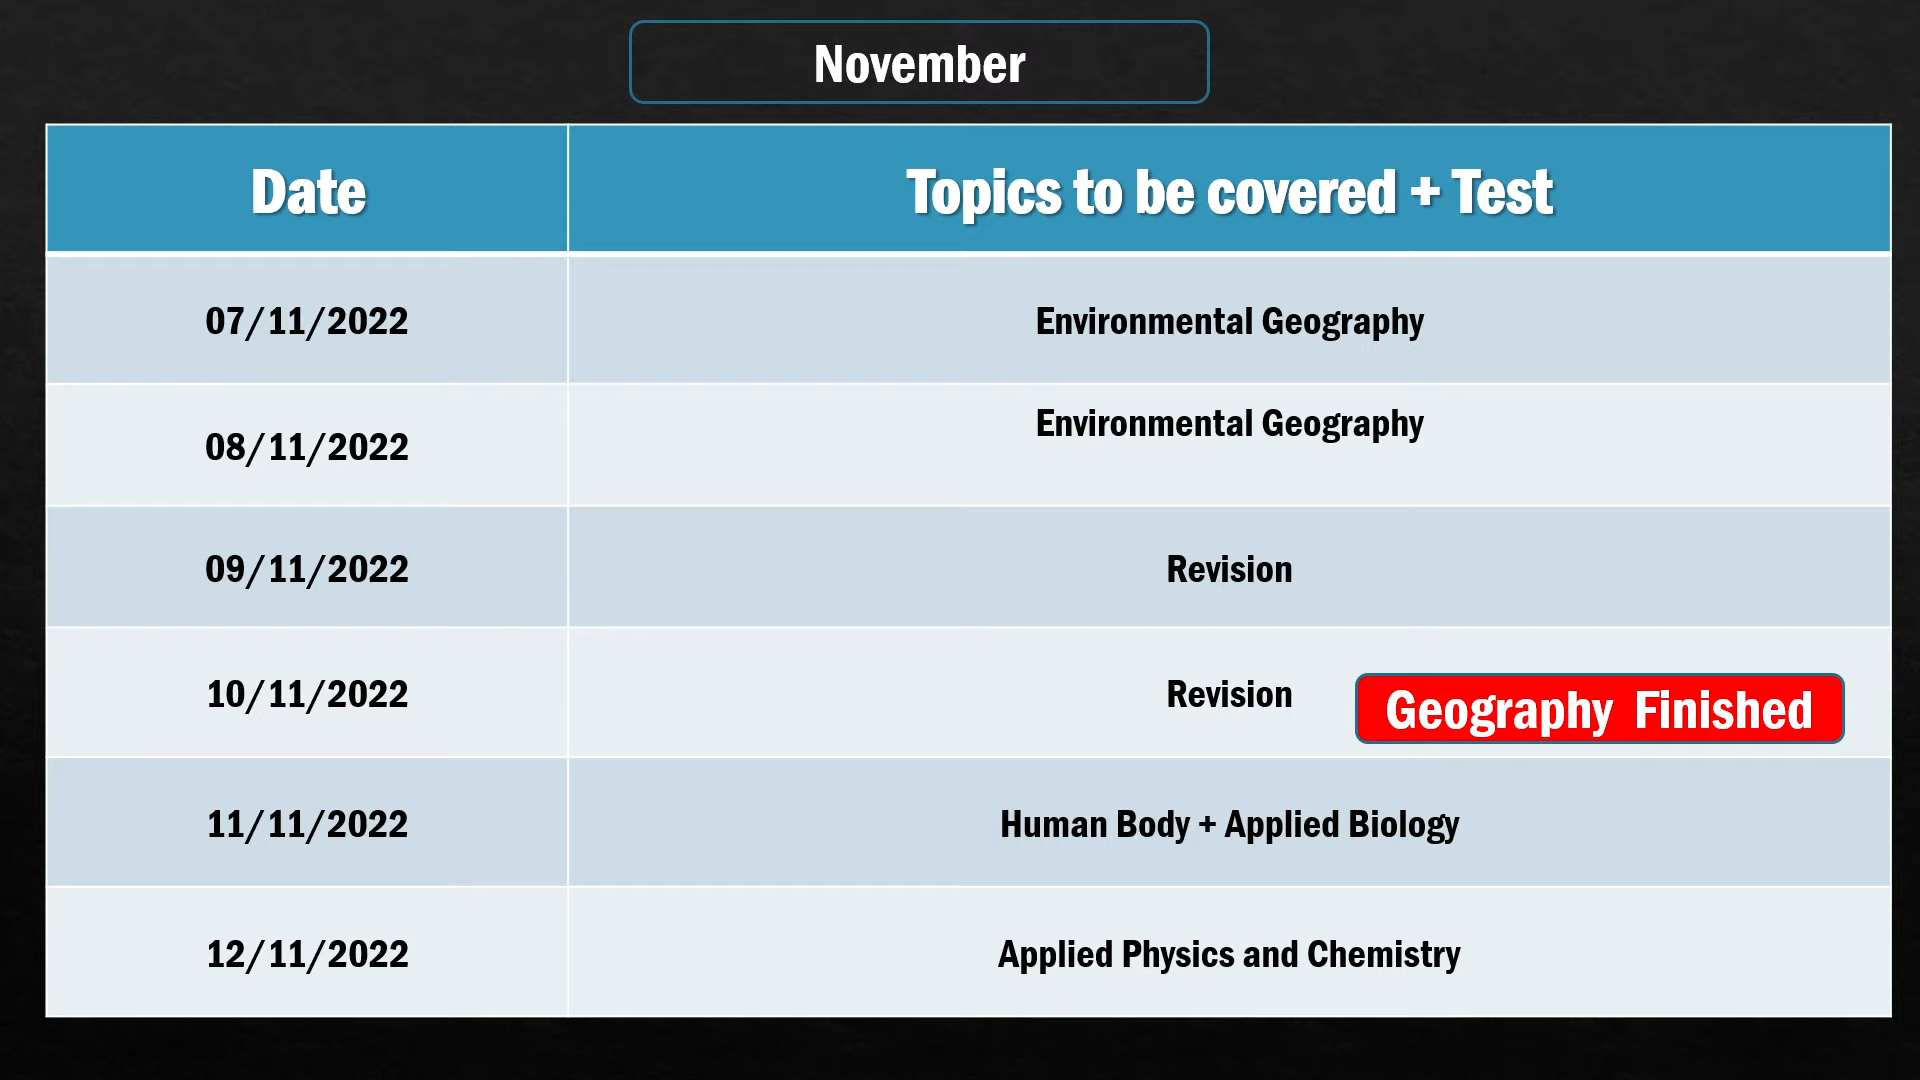 November
Date
Topics to be covered + Test
07/11/2022
Environmental Geography
08/11/2022
Environmental Geography
09/11/2022
Revision
10/11/2022
Revision
Geography Finished
11/11/2022
Human Body + Applied Biology
12/11/2022
Applied Physics and Chemistry